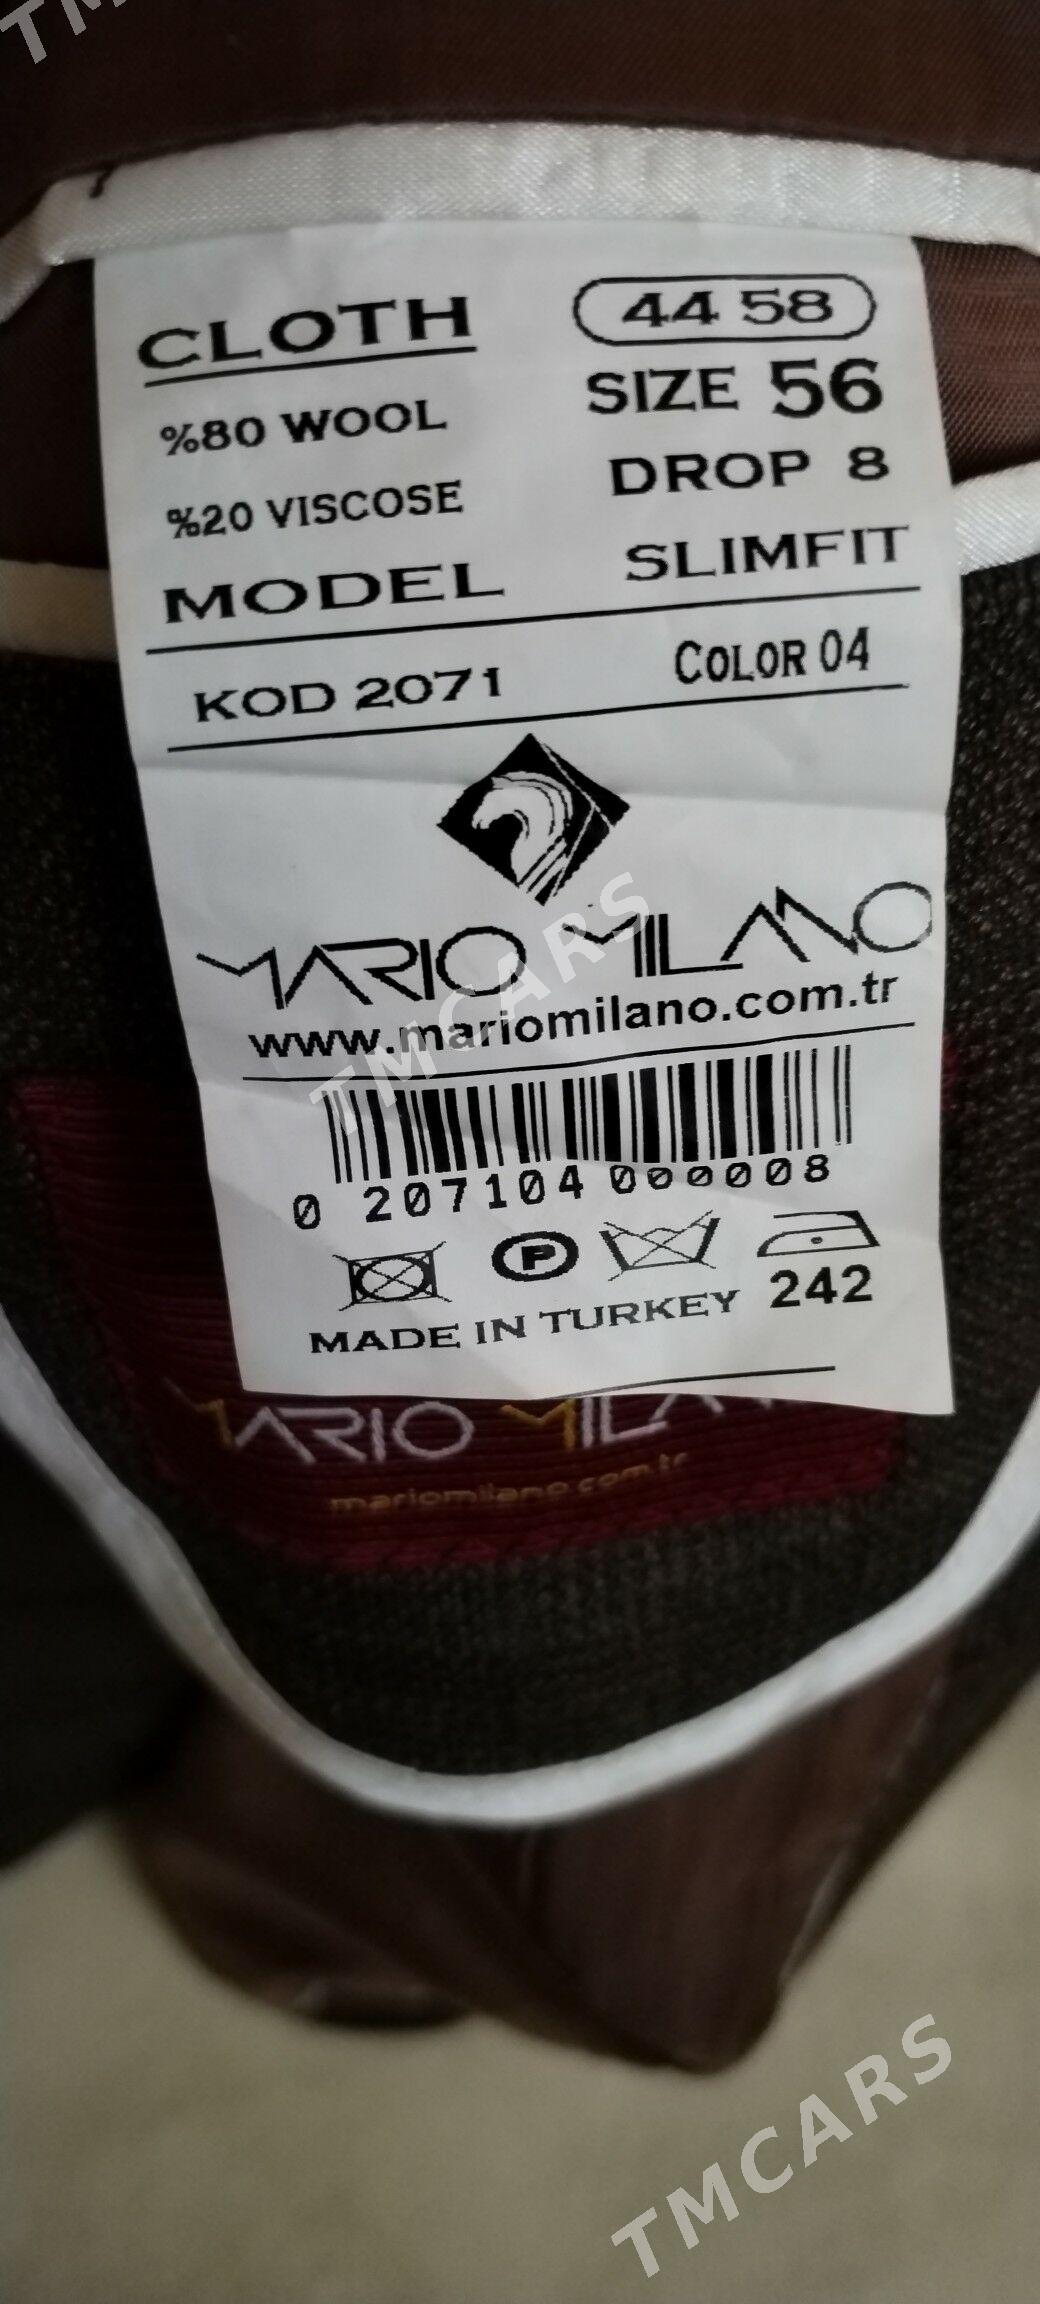 CLOTH
44 58
%80 WOOL
SIZE 56
%20 VISCOSE
DROP 8
MODEL
SLIMFIT
KOD 2071
COLOR 04
MARIO MILANO
www.mariomilano.com.tr
0 207104 000008
P
MADE IN TURKEY 242
MARIO MILANO
mariomilano.com.tr
TMCARS
TMCARS